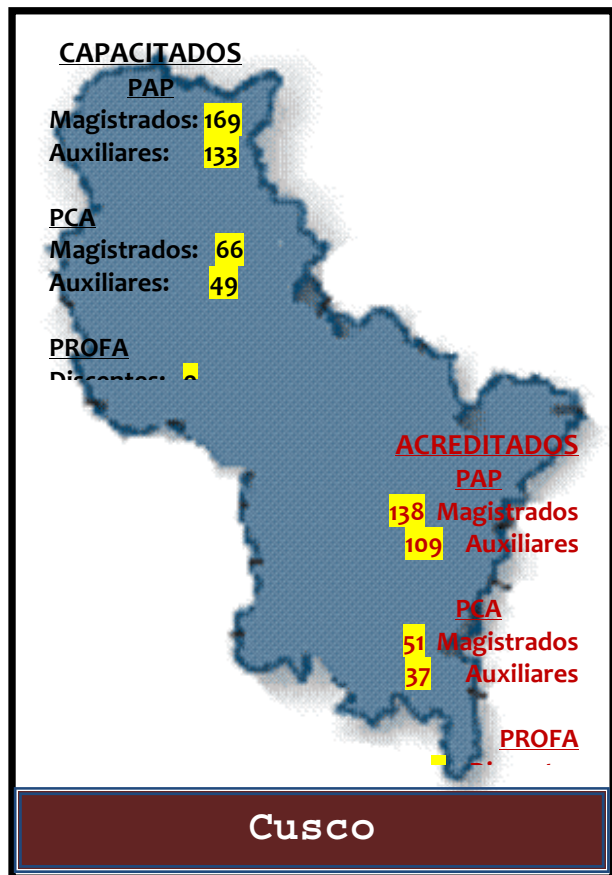 CAPACITADOS
PAP
Magistrados: 169
Auxiliares: 133
PCA
Magistrados: 66
Auxiliares: 49
PROFA
Discentes:
ACREDITADOS
PAP
138 Magistrados
109 Auxiliares
PCA
51 Magistrados
37 Auxiliares
PROFA
Cusco